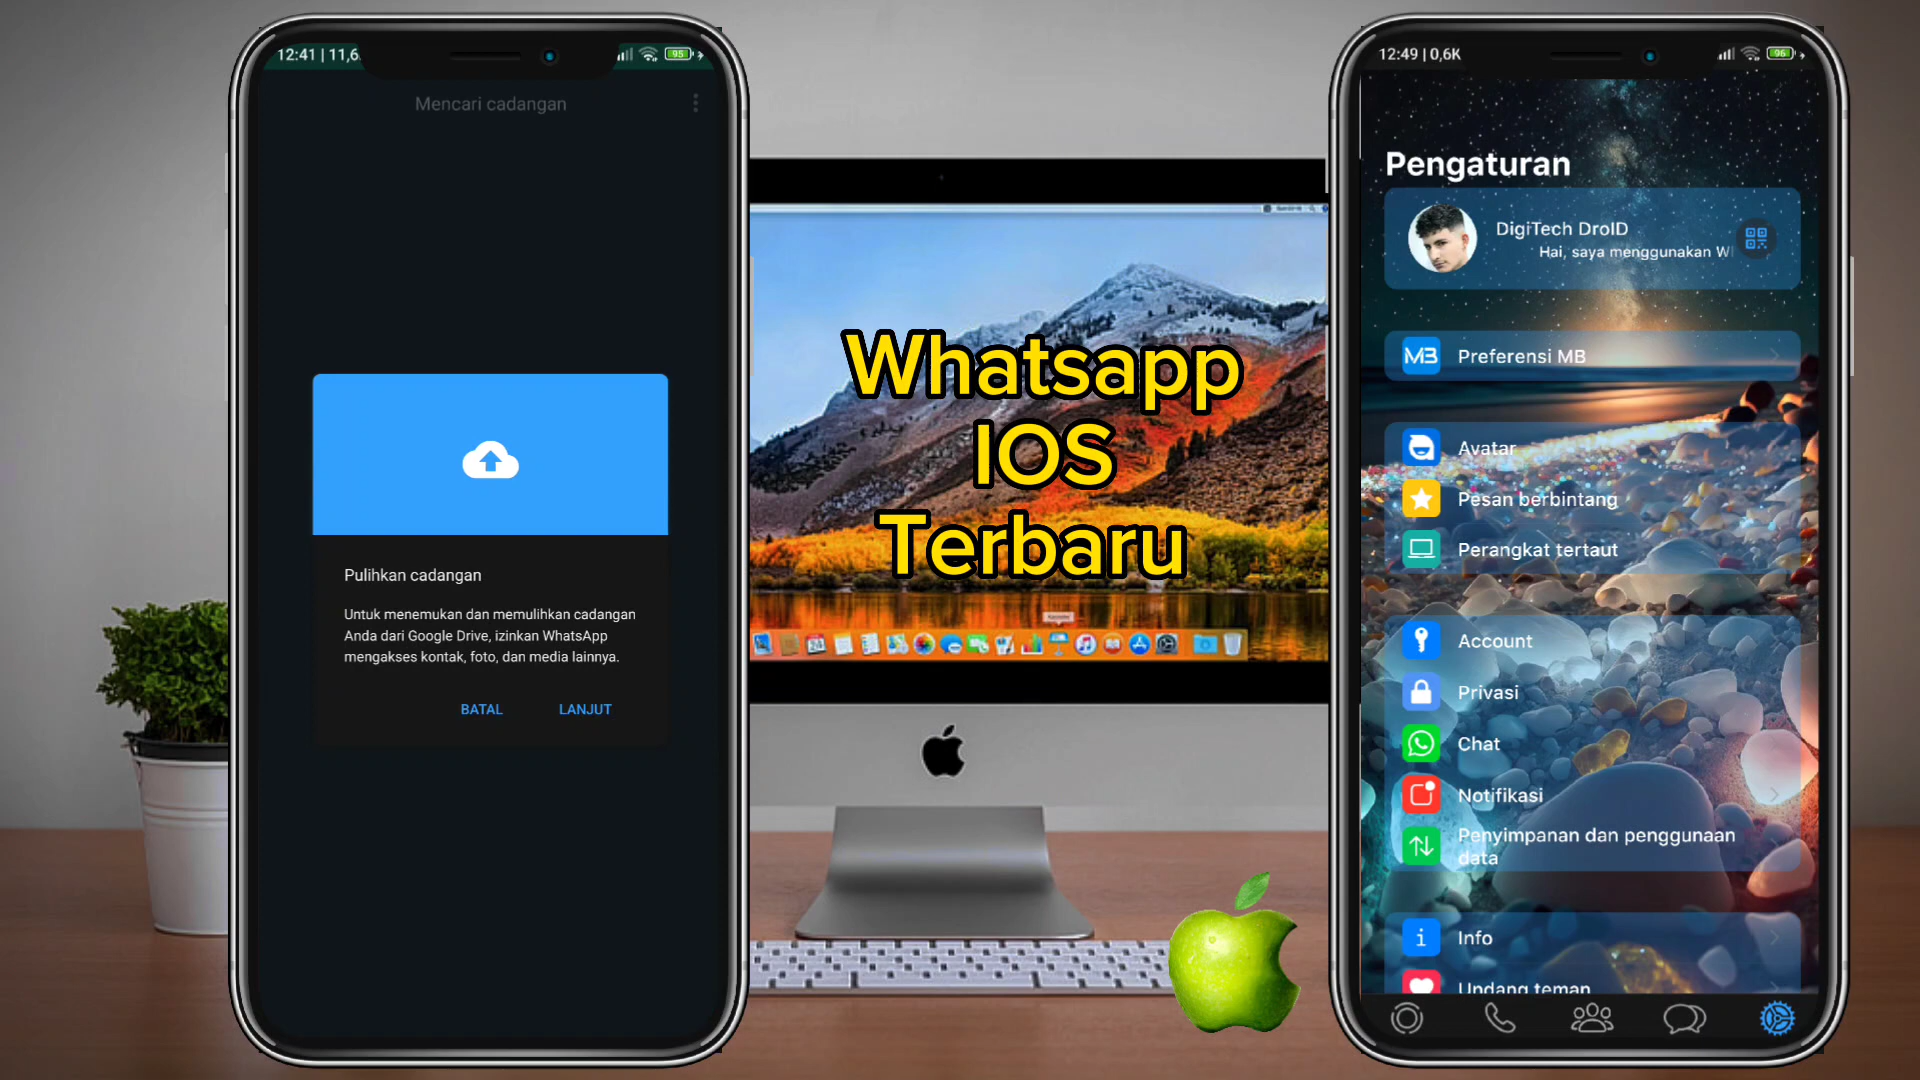 12:41 | 11,6
95
Mencari cadangan
Pulihkan cadangan
Untuk menemukan dan memulihkan cadangan
Anda dari Google Drive, izinkan WhatsApp
mengakses kontak, foto, dan media lainnya.
BATAL LANJUT
Whatsapp
IOS
Terbaru
12:49 | 0,6K
96
Pengaturan
DigiTech DroID
Hai, saya menggunakan W
MB Preferensi MB
Avatar
Pesan berbintang
Perangkat tertaut
Account
Privasi
Chat
Notifikasi
Penyimpanan dan penggunaan
data
Info
Undang teman